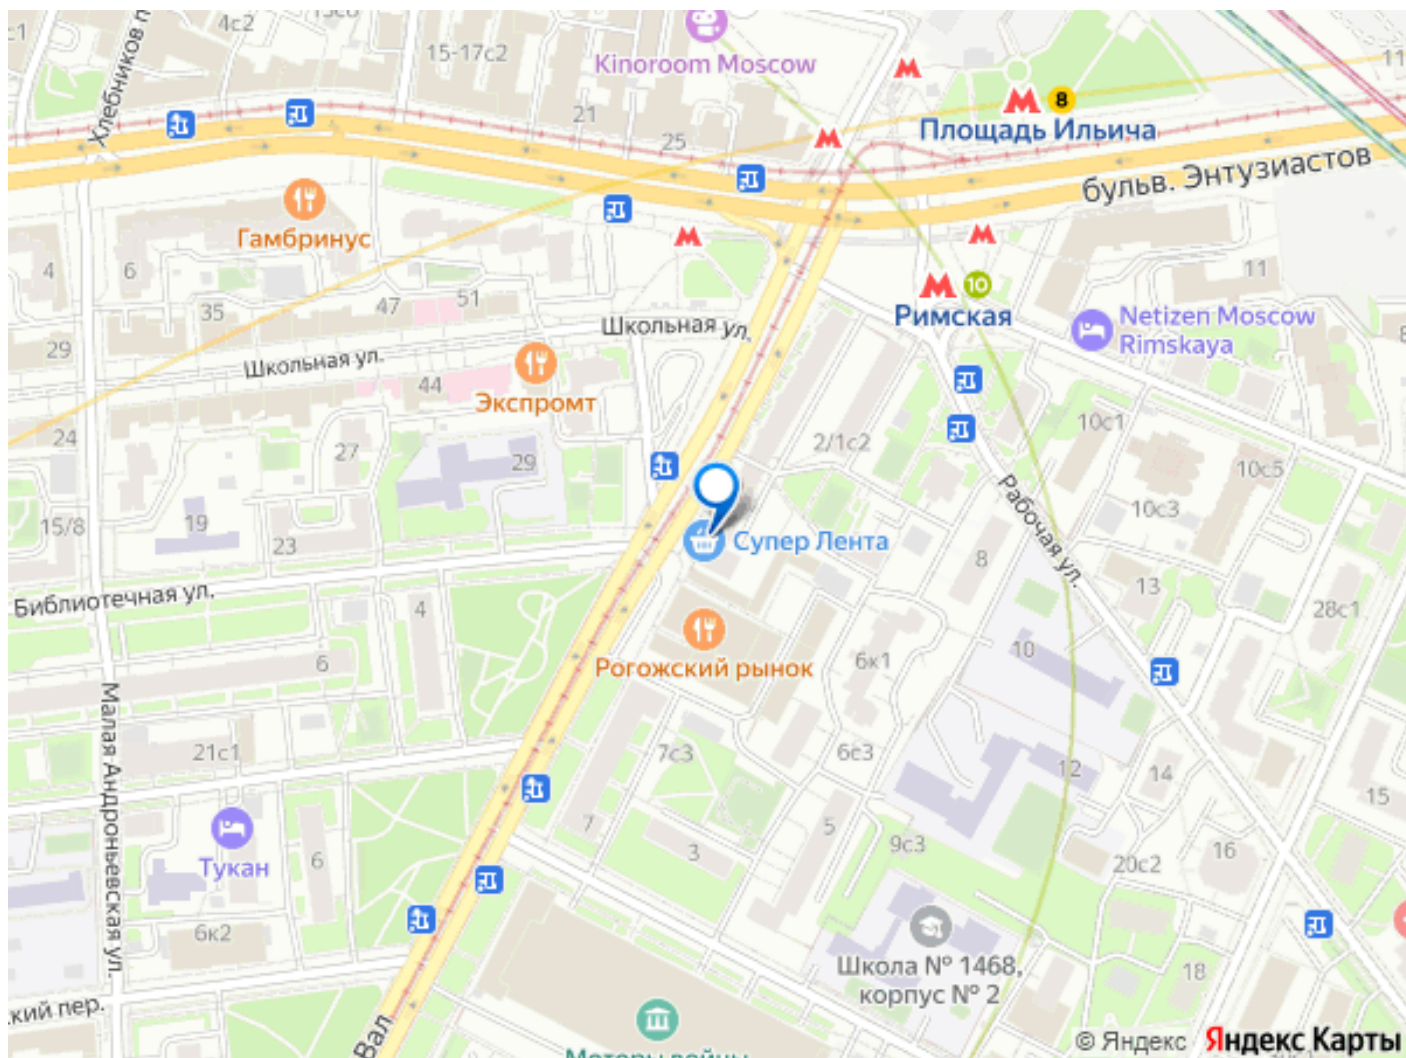 с1
4с2
15-17с2
Kinoroom Moscow
11
Хлебников п
21
25
8
Площадь Ильича
бульв. Энтузиастов
Гамбринус
4
6
11
10
Римская
Netizen Moscow
Rimskaya
35
47
51
Школьная ул.
Школьная ул.
29
44
Экспромт
24
27
29
2/1с2
10с1
10с5
10с3
15/8
19
23
Супер Лента
8
Рабочая ул.
13
28с1
Библиотечная ул.
4
6
Рогожский рынок
6к1
10
Малая Андроньевская ул.
21с1
7с3
6с3
12
14
15
7
3
5
9с3
20с2
16
Тукан
6
6к2
Школа № 1468,
корпус № 2
18
кий пер.
Вал
Моторы войны
© Яндекс Яндекс Карты